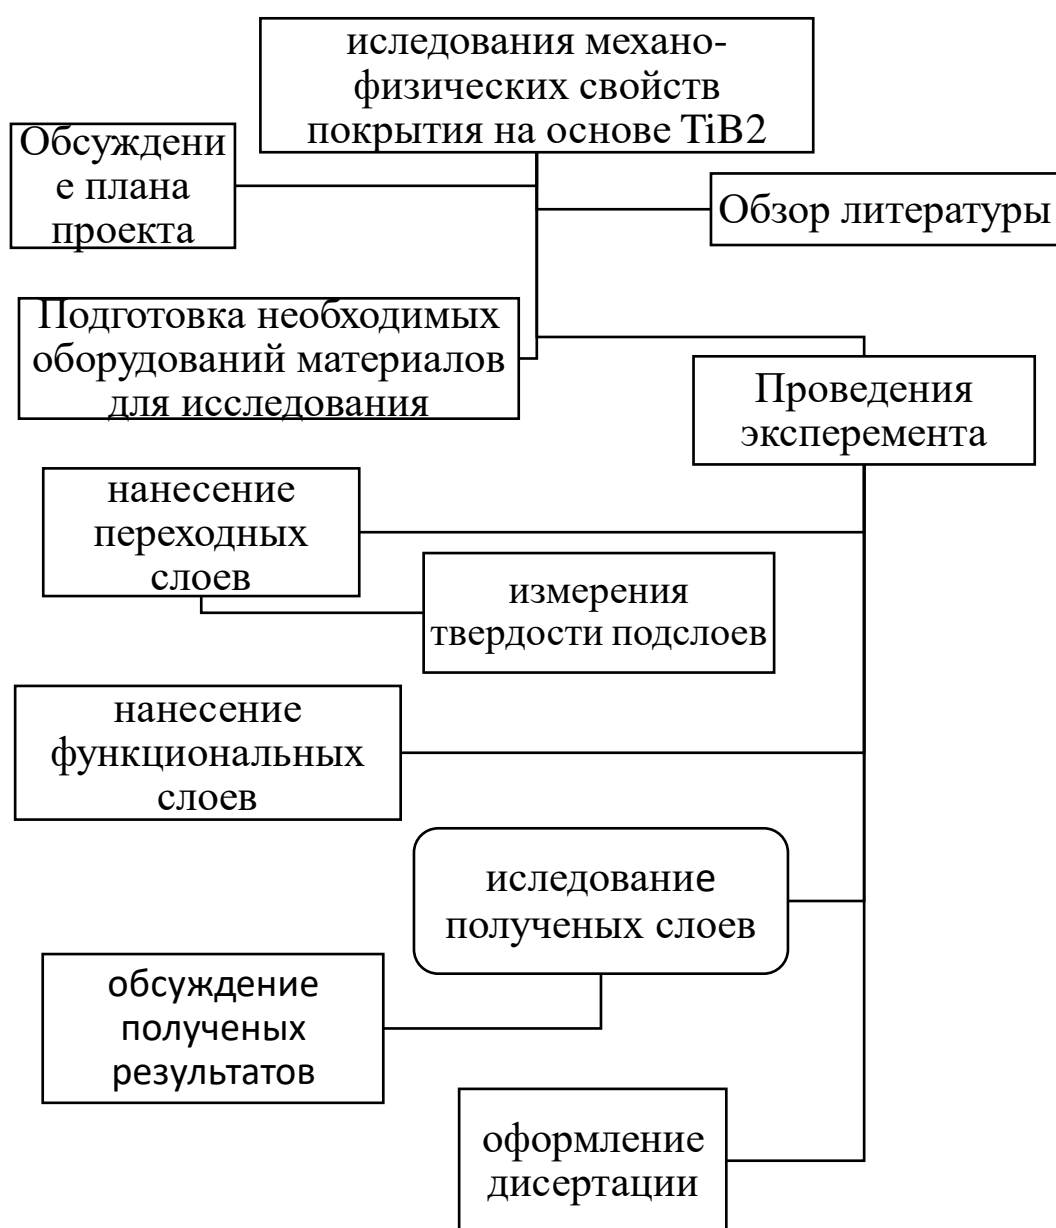 иследования механо-
физических свойств
покрытия на основе TiB2
Обсуждени
е плана
проекта
Обзор литературы
Подготовка необходимых
оборудований материалов
для исследования
Проведения
эксперемента
нанесение
переходных
слоев
измерения
твердости подслоев
нанесение
функциональных
слоев
иследование
полученых слоев
обсуждение
полученых
результатов
оформление
дисертации